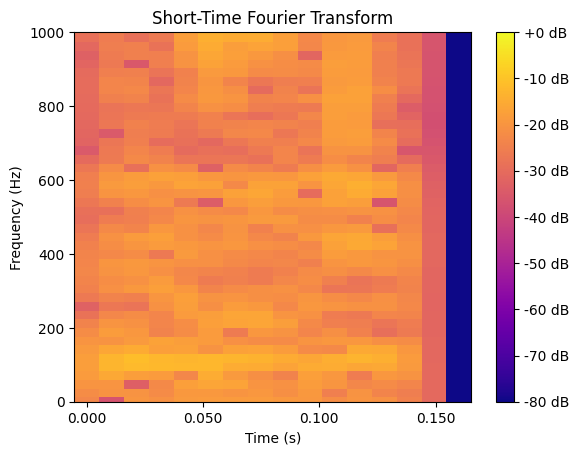 Short-Time Fourier Transform
1000
800
600
400
200
0
Frequency (Hz)
0.000
0.050
0.100
0.150
Time (s)
+0 dB
-10 dB
-20 dB
-30 dB
-40 dB
-50 dB
-60 dB
-70 dB
-80 dB